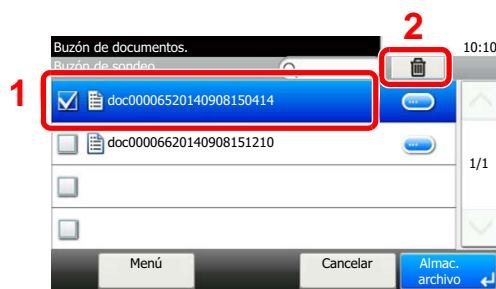 2
Buzón de documentos.
10:10
Buzón de sondeo
1
doc00006520140908150414
doc00006620140908151210
1/1
Menú
Cancelar
Almac.
archivo